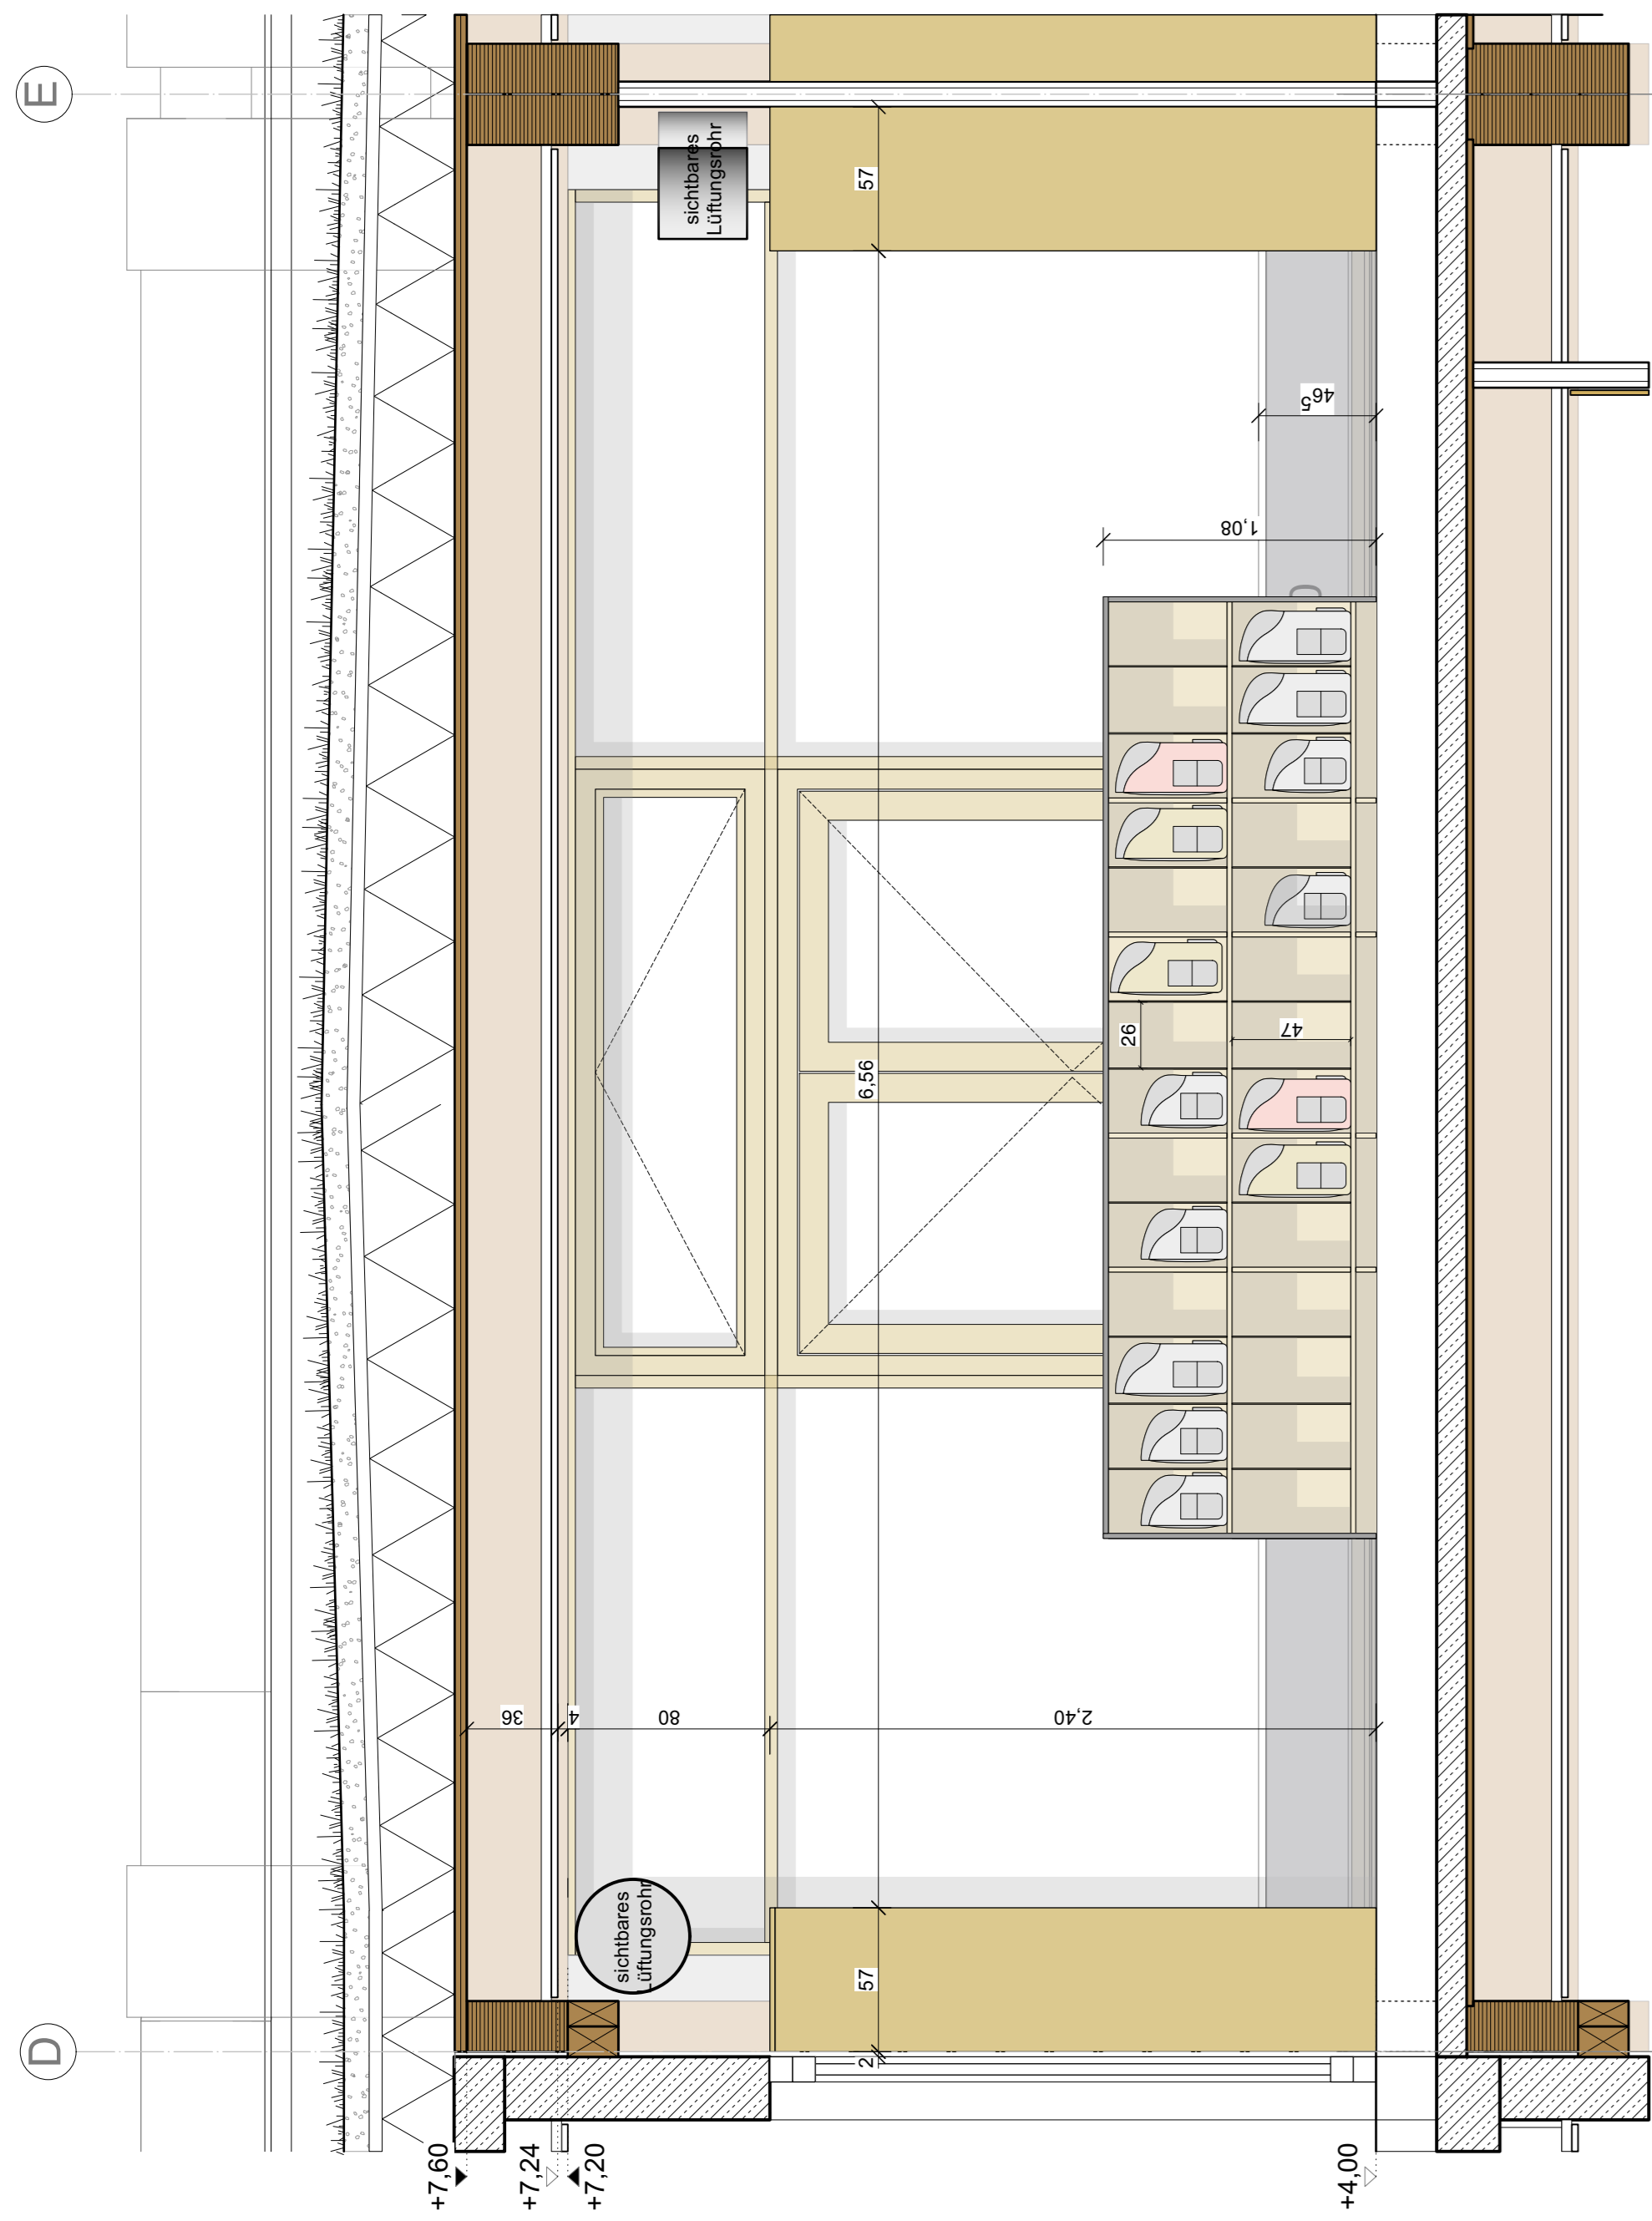 E
D
sichtbares
Lüftungsrohr
sichtbares
Lüftungsrohr
57
6,56
57
2
46⁵
1,08
26
47
36
4
80
2,40
+7,60
+7,24
+7,20
+4,00